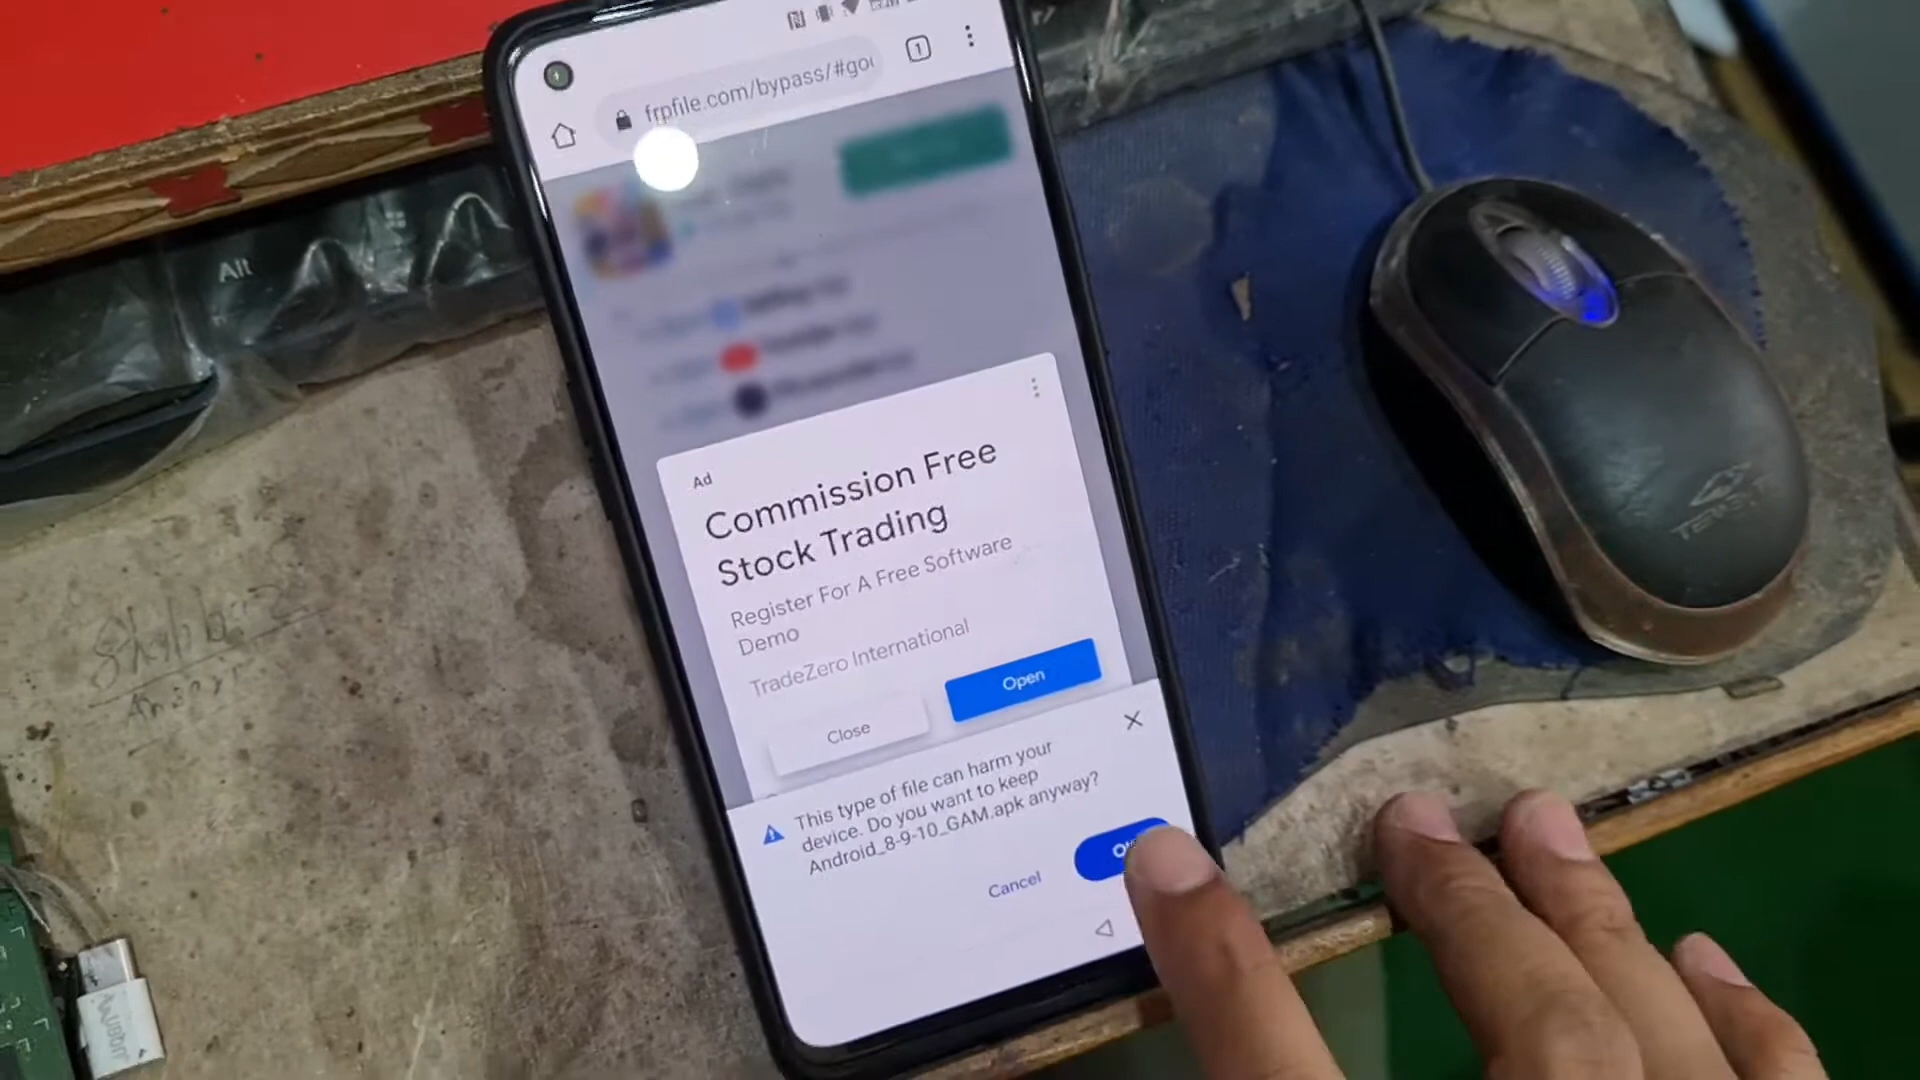 1
frpfile.com/bypass/#go
Alt
Ad
Commission Free
Stock Trading
Register For A Free Software
Demo
TradeZero International
Open
Close
This type of file can harm your
device. Do you want to keep
Android_8-9-10_GAM.apk anyway?
Cancel